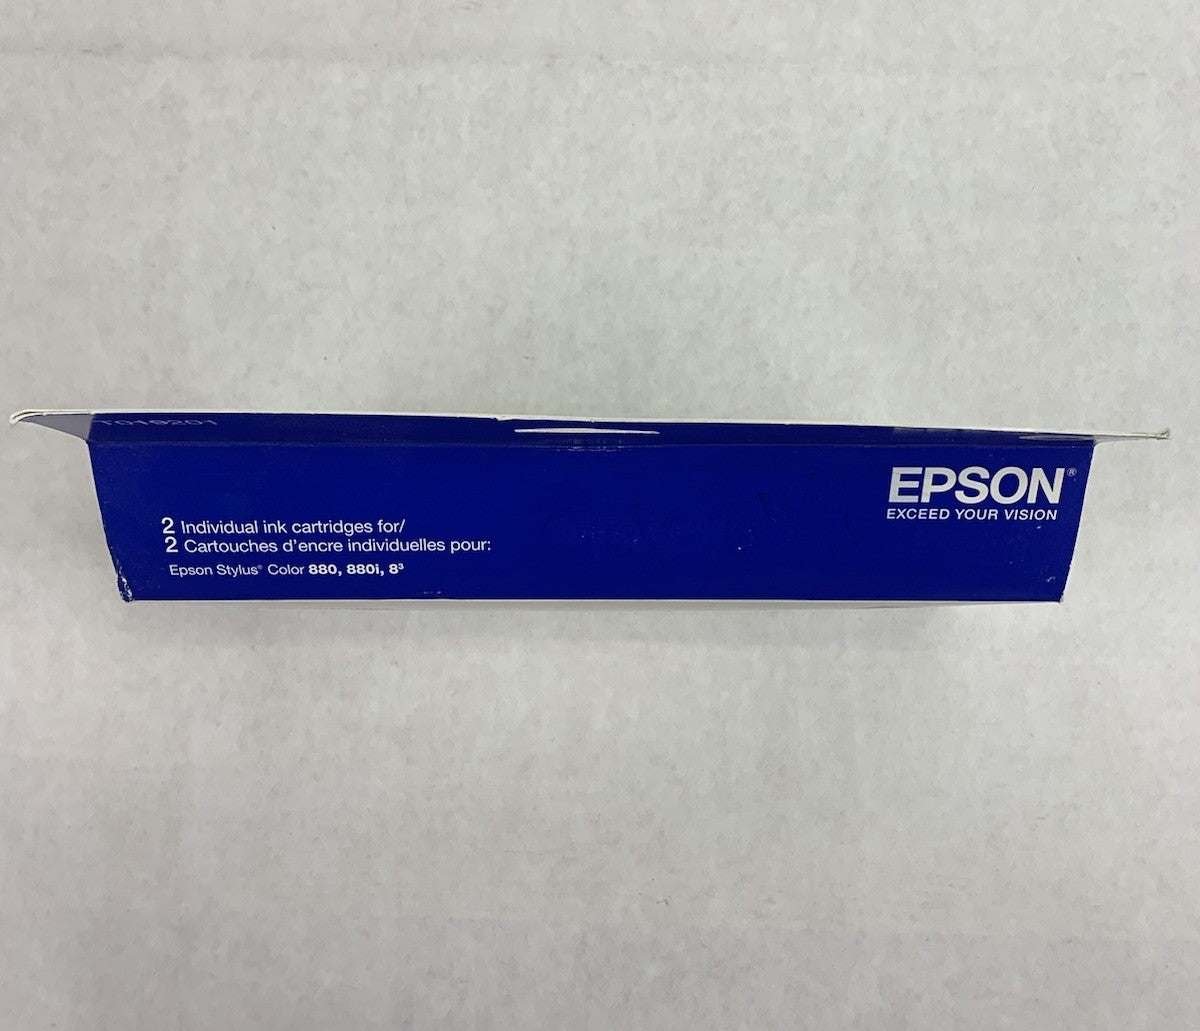 T019201
2 Individual ink cartridges for/
2 Cartouches d'encre individuelles pour:
Epson Stylus® Color 880, 880i, 8³
EPSON®
EXCEED YOUR VISION